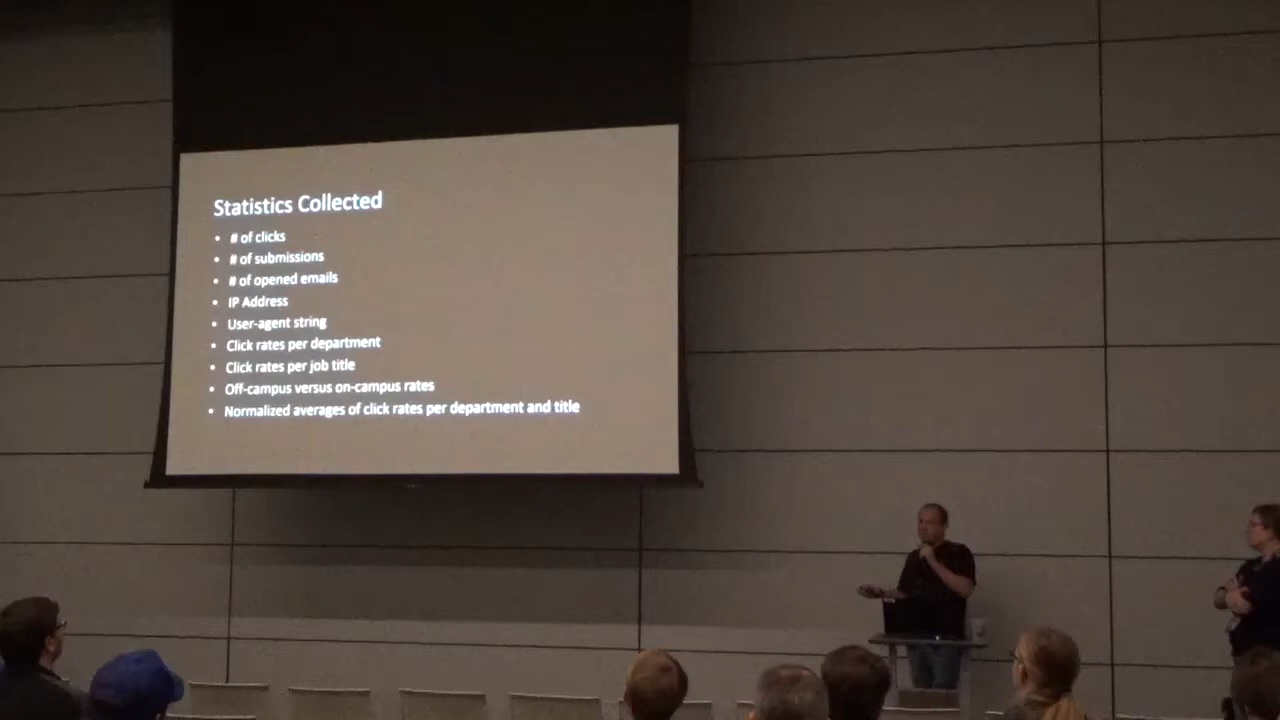 Statistics Collected
• # of clicks
• # of submissions
• # of opened emails
• IP Address
• User-agent string
• Click rates per department
• Click rates per job title
• Off-campus versus on-campus rates
• Normalized averages of click rates per department and title